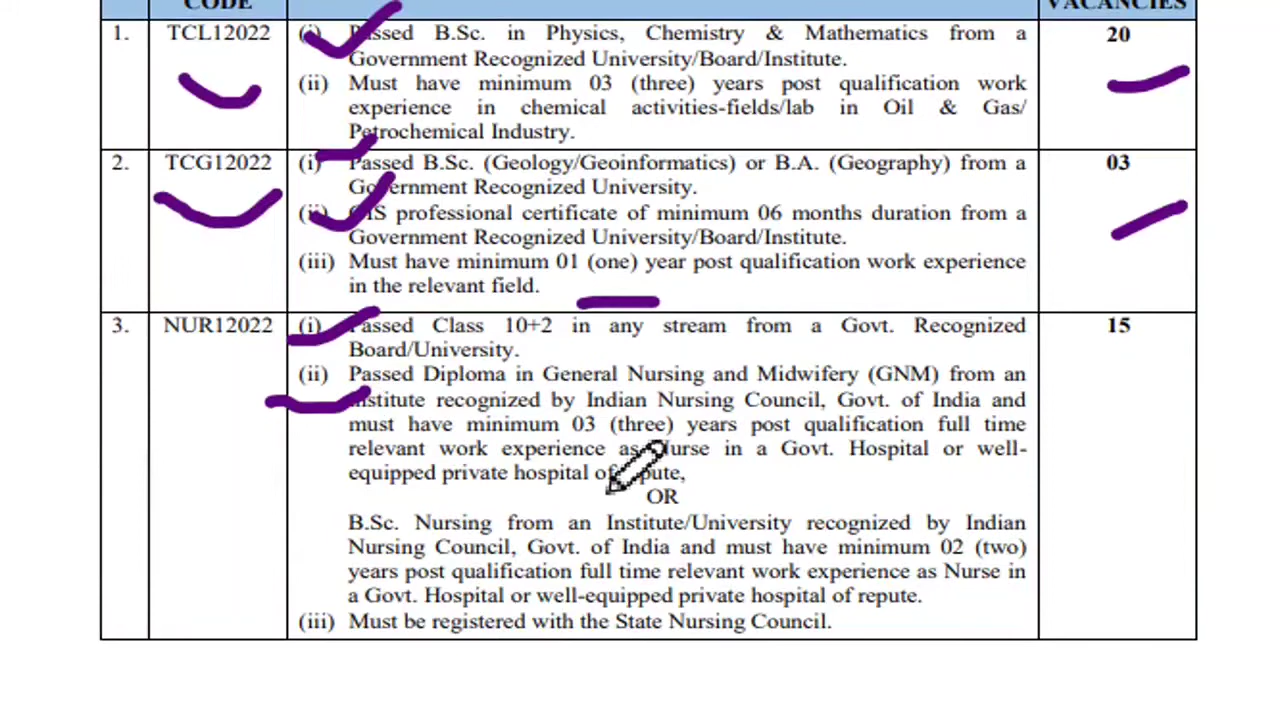 CODE VACANCIES
1. TCL12022 (i) Passed B.Sc. in Physics, Chemistry & Mathematics from a 20
Government Recognized University/Board/Institute.
(ii) Must have minimum 03 (three) years post qualification work
experience in chemical activities-fields/lab in Oil & Gas/
Petrochemical Industry.
2. TCG12022 (i) Passed B.Sc. (Geology/Geoinformatics) or B.A. (Geography) from a 03
Government Recognized University.
(ii) GIS professional certificate of minimum 06 months duration from a
Government Recognized University/Board/Institute.
(iii) Must have minimum 01 (one) year post qualification work experience
in the relevant field.
3. NUR12022 (i) Passed Class 10+2 in any stream from a Govt. Recognized 15
Board/University.
(ii) Passed Diploma in General Nursing and Midwifery (GNM) from an
Institute recognized by Indian Nursing Council, Govt. of India and
must have minimum 03 (three) years post qualification full time
relevant work experience as Nurse in a Govt. Hospital or well-
equipped private hospital of repute,
OR
B.Sc. Nursing from an Institute/University recognized by Indian
Nursing Council, Govt. of India and must have minimum 02 (two)
years post qualification full time relevant work experience as Nurse in
a Govt. Hospital or well-equipped private hospital of repute.
(iii) Must be registered with the State Nursing Council.